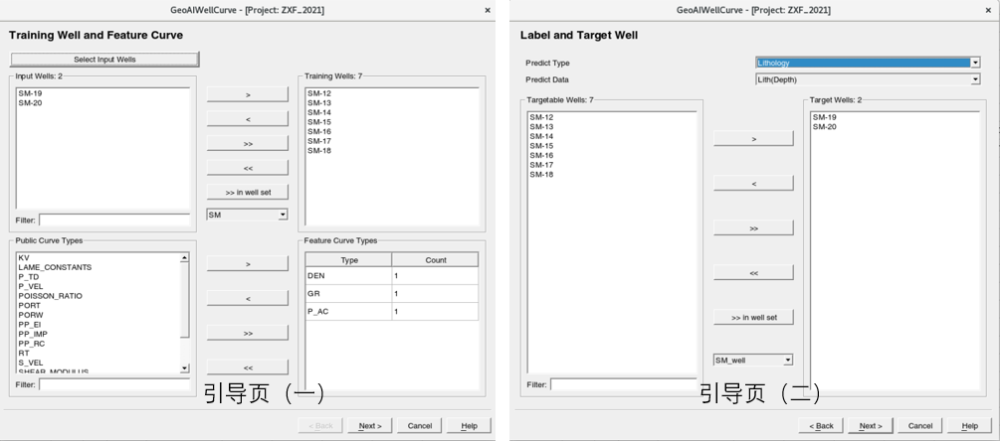 GeoAIWellCurve - [Project: ZXF_2021]
×
Training Well and Feature Curve
Select Input Wells
Input Wells: 2
SM-19
SM-20
Filter:
>
<
>>
<<
>> in well set
SM
Training Wells: 7
SM-12
SM-13
SM-14
SM-15
SM-16
SM-17
SM-18
Public Curve Types
KV
LAME_CONSTANTS
P_TD
P_VEL
POISSON_RATIO
PORT
PORW
PP_EI
PP_IMP
PP_RC
RT
S_VEL
SHEAR_MODULUS
Filter:
>
<
>>
<<
Feature Curve Types
Type Count
DEN 1
GR 1
P_AC 1
引导页（一）
< Back Next > Cancel Help
GeoAIWellCurve - [Project: ZXF_2021]
×
Label and Target Well
Predict Type Lithology
Predict Data Lith(Depth)
Targetable Wells: 7
SM-12
SM-13
SM-14
SM-15
SM-16
SM-17
SM-18
Filter:
>
<
>>
<<
>> in well set
SM_well
Target Wells: 2
SM-19
SM-20
引导页（二）
< Back Next > Cancel Help